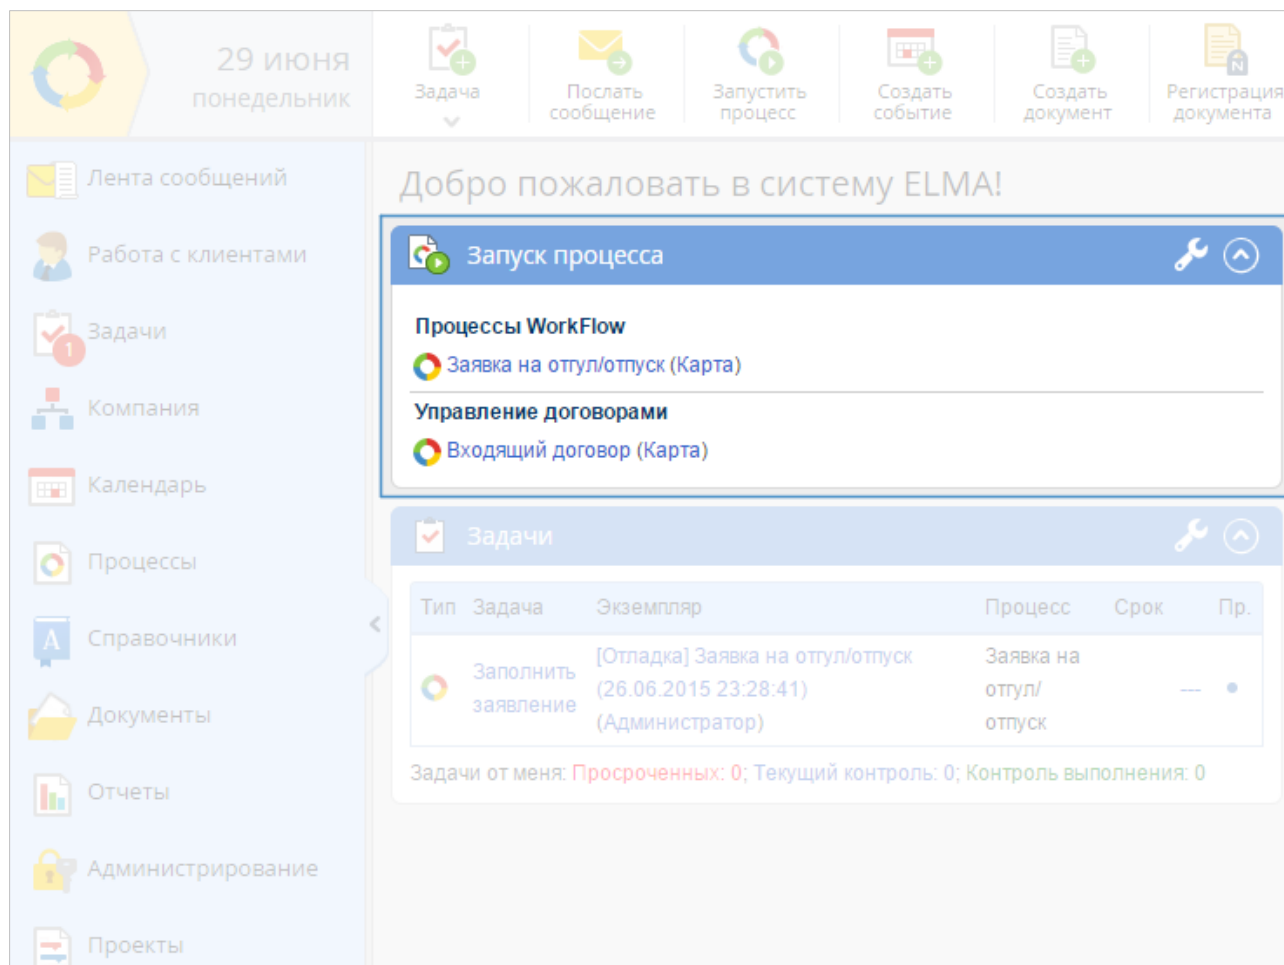 29 июня
понедельник
Задача
Послать
сообщение
Запустить
процесс
Создать
событие
Создать
документ
N
Регистрация
документа
Лента сообщений
Работа с клиентами
Задачи
1
Компания
Календарь
Процессы
A
Справочники
Документы
Отчеты
Администрирование
Проекты
Добро пожаловать в систему ELMA!
Запуск процесса
Процессы WorkFlow
Заявка на отгул/отпуск (Карта)
Управление договорами
Входящий договор (Карта)
Задачи
Тип Задача Экземпляр Процесс Срок Пр.
Заполнить
заявление
[Отладка] Заявка на отгул/отпуск
(26.06.2015 23:28:41)
(Администратор)
Заявка на
отгул/
отпуск
---
Задачи от меня: Просроченных: 0; Текущий контроль: 0; Контроль выполнения: 0